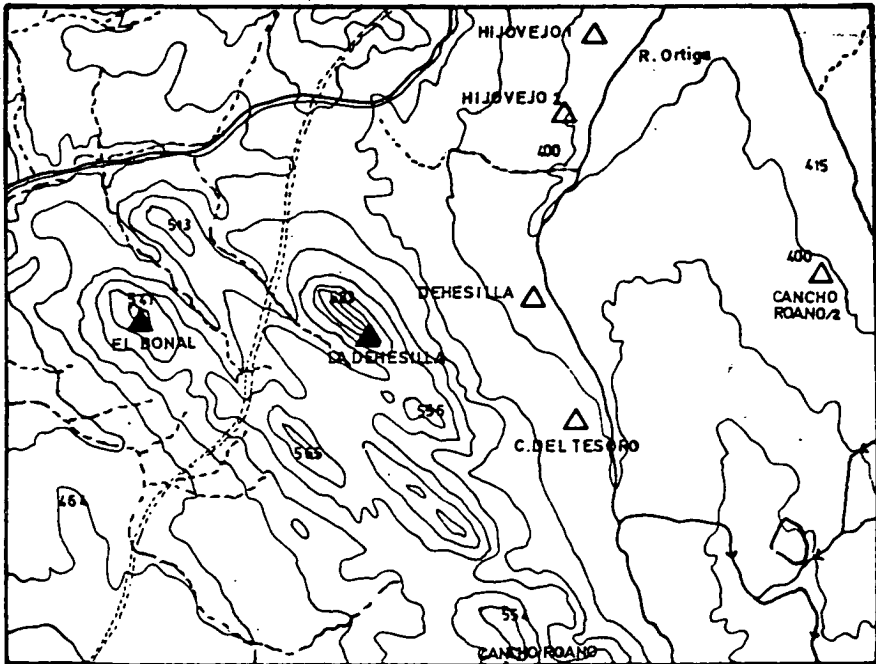 HIJOVEJO 1
R. Ortiga
HIJOVEJO 2
400
415
513
400
CANCHO
ROANO/2
DEHESILLA
541
EL BONAL
LA DEHESILLA
556
C. DEL TESORO
565
464
554
CANCHO ROANO